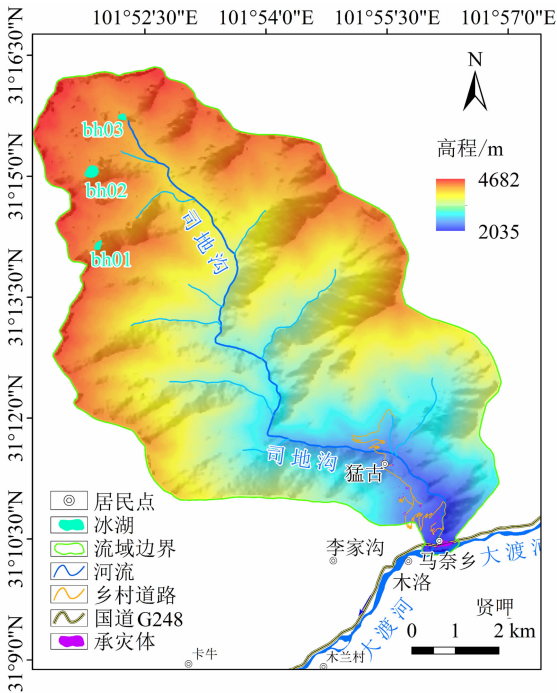 101°52'30"E 101°54'0"E 101°55'30"E 101°57'0"E
31°16'30"N
31°15'0"N
31°13'30"N
31°12'0"N
31°10'30"N
31°9'0"N
N
高程/m
4682
2035
bh03
bh02
bh01
司地沟
司地沟
猛古
李家沟
马奈乡
大渡河
木洛
大渡河
贤呷
卡牛
木兰村
居民点
冰湖
流域边界
河流
乡村道路
国道G248
承灾体
0 1 2 km